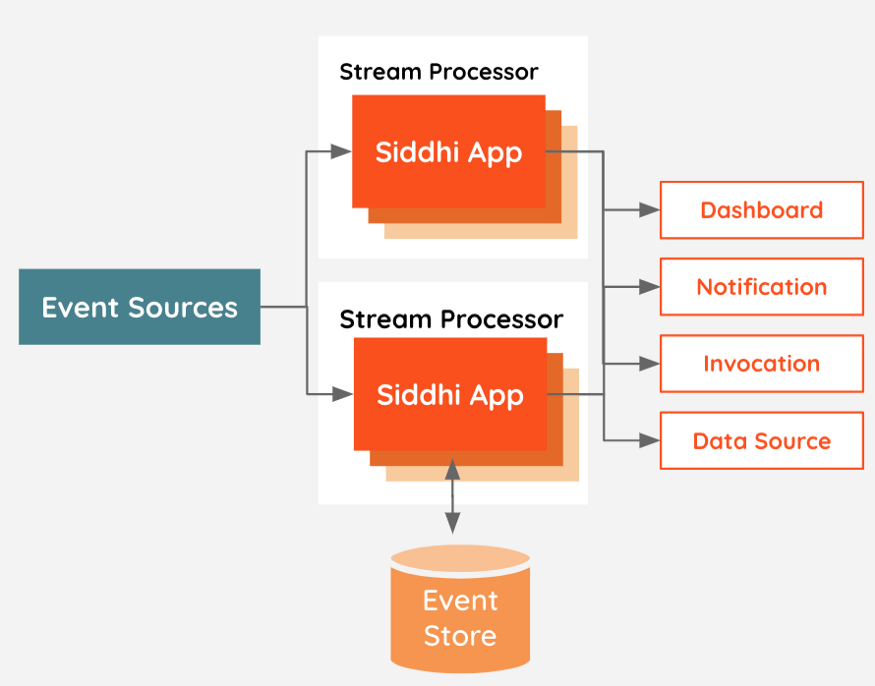 Stream Processor
Siddhi App
Event Sources
Stream Processor
Siddhi App
Dashboard
Notification
Invocation
Data Source
Event
Store